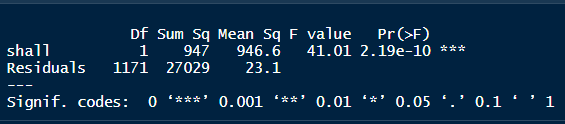 Df Sum Sq Mean Sq F value Pr(>F)
shall 1 947 946.6 41.01 2.19e-10 ***
Residuals 1171 27029 23.1
---
Signif. codes: 0 ‘***’ 0.001 ‘**’ 0.01 ‘*’ 0.05 ‘.’ 0.1 ‘ ’ 1